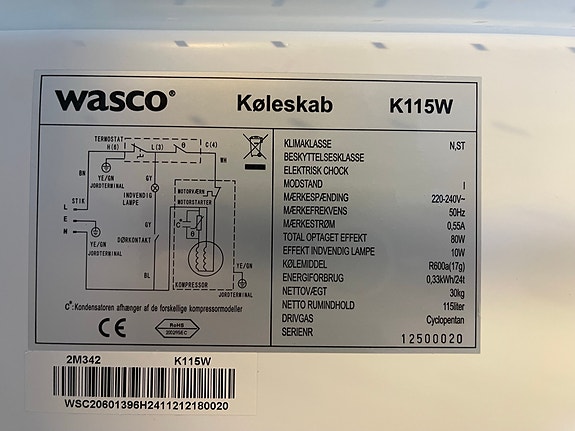 wasco® Køleskab K115W
TERMOSTAT
H(6) L(3) θ C(4)
BN YE/GN GY WH
JORDTERMINAL
INDVENDIG
LAMPE
MOTORVÆRN
MOTORSTARTER
STIK
L
E
N
GY
C*
θ
YE/GN
JORDTERMINAL
DØRKONTAKT
BL
YE/GN
KOMPRESSOR
JORDTERMINAL
C*:Kondensatoren afhænger af de forskellige kompressormodeller
CE RoHS
2002/95/EC
KLIMAKLASSE N,ST
BESKYTTELSESKLASSE
ELEKTRISK CHOCK
MODSTAND I
MÆRKESPÆNDING 220-240V~
MÆRKEFREKVENS 50Hz
MÆRKESTRØM 0,55A
TOTAL OPTAGET EFFEKT 80W
EFFEKT INDVENDIG LAMPE 10W
KØLEMIDDEL R600a(17g)
ENERGIFORBRUG 0,33kWh/24t
NETTOVÆGT 30kg
NETTO RUMINDHOLD 115liter
DRIVGAS Cyclopentan
SERIENR 12500020
2M342 K115W
WSC20601396H2411212180020